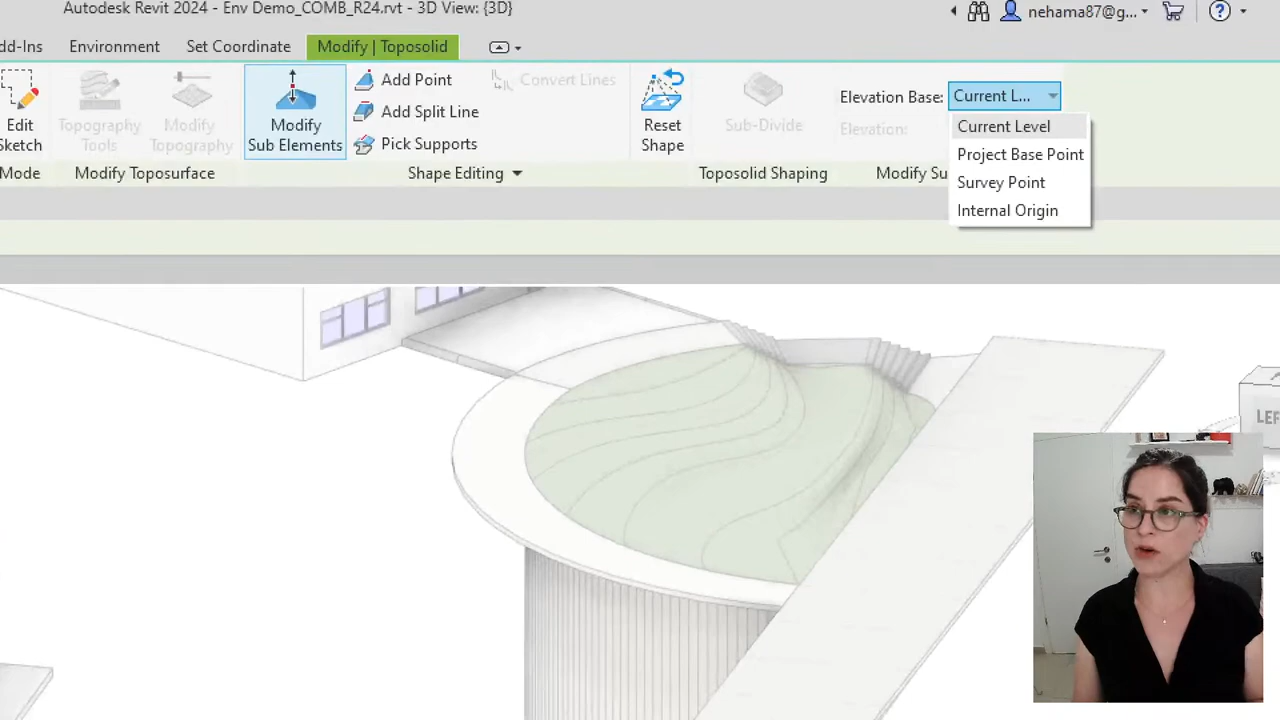 Autodesk Revit 2024 - Env Demo_COMB_R24.rvt - 3D View: {3D}
nehama87@g...
dd-Ins
Environment
Set Coordinate
Modify | Toposolid
Edit
Sketch
Topography
Tools
Modify
Topography
Modify
Sub Elements
Add Point
Add Split Line
Pick Supports
Convert Lines
Reset
Shape
Sub-Divide
Elevation Base:
Current L...
Elevation:
Current Level
Project Base Point
Survey Point
Internal Origin
Mode
Modify Toposurface
Shape Editing
Toposolid Shaping
Modify Su
LEF